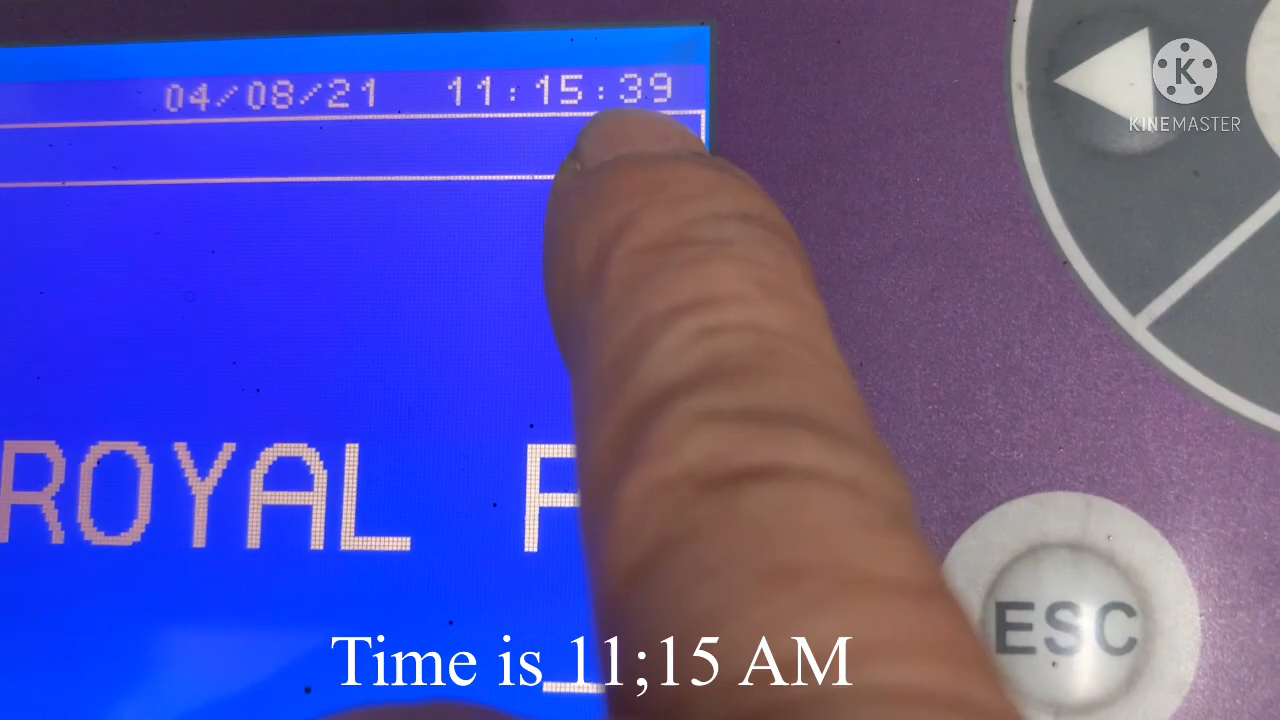 04/08/21 11:15:39
K
KINEMASTER
ROYAL
ESC
Time is 11;15 AM